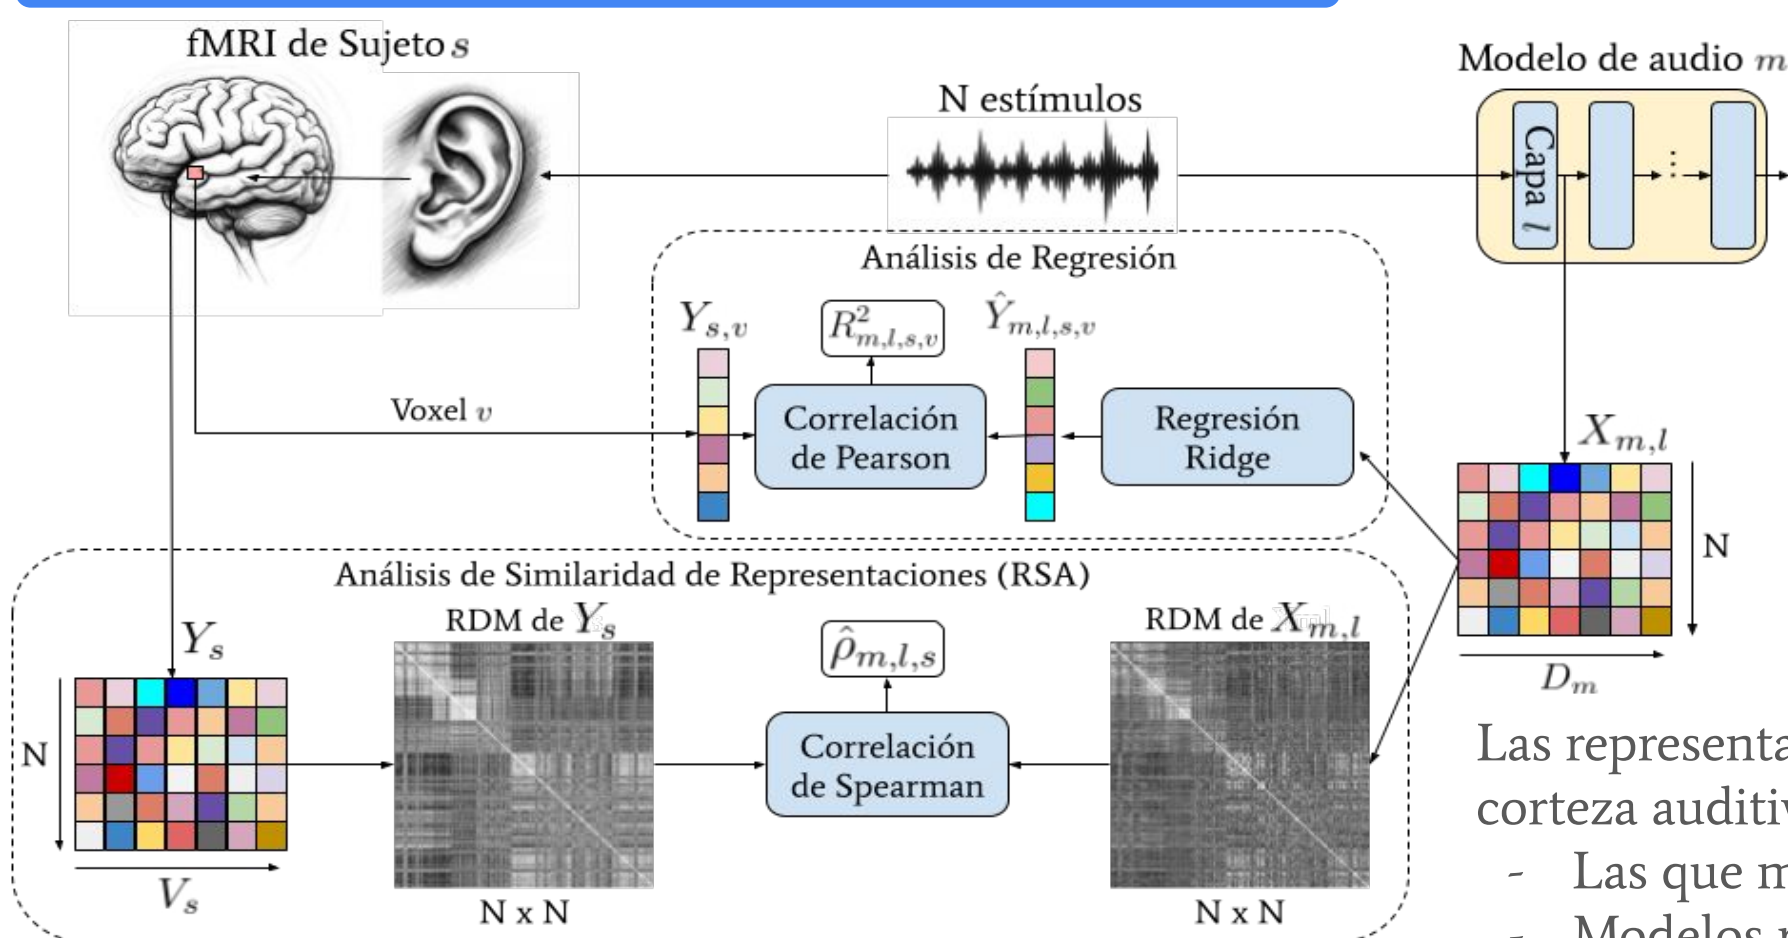 fMRI de Sujeto s
N estímulos
Modelo de audio m
Capa l
Análisis de Regresión
Y_{s,v}
R^2_{m,l,s,v}
Ŷ_{m,l,s,v}
Voxel v
Correlación
de Pearson
Regresión
Ridge
X_{m,l}
N
D_m
Análisis de Similaridad de Representaciones (RSA)
Y_s
N
V_s
RDM de Y_s
N x N
ρ̂_{m,l,s}
Correlación
de Spearman
RDM de X_{m,l}
N x N
Las representa
corteza auditiv
- Las que m
- Modelos